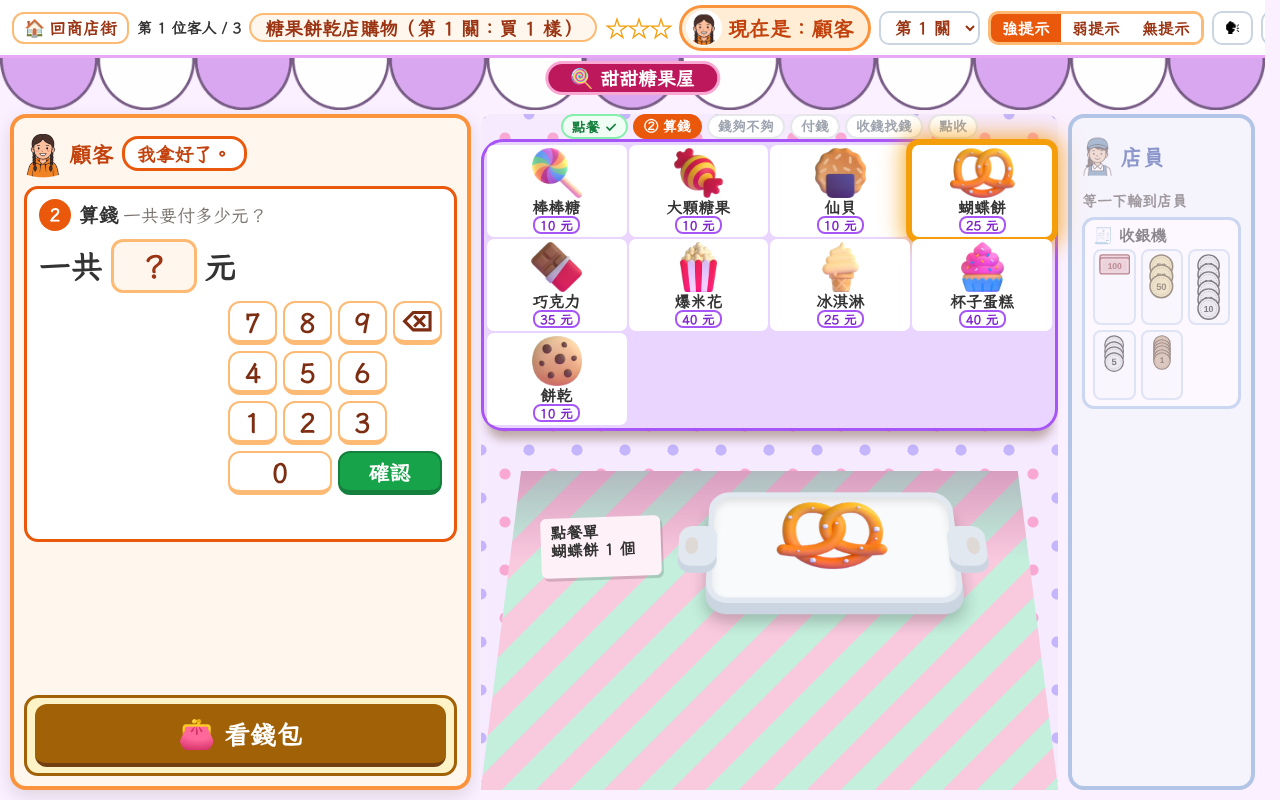 回商店街
第 1 位客人 / 3
糖果餅乾店購物（第 1 關：買 1 樣）
現在是：顧客
第 1 關
強提示
弱提示
無提示
甜甜糖果屋
顧客
我拿好了。
2 算錢 一共要付多少元？
一共 ? 元
7 8 9
4 5 6
1 2 3
0 確認
看錢包
點餐 ✓
② 算錢
錢夠不夠
付錢
收錢找錢
點收
棒棒糖
10 元
大顆糖果
10 元
仙貝
10 元
蝴蝶餅
25 元
巧克力
35 元
爆米花
40 元
冰淇淋
25 元
杯子蛋糕
40 元
餅乾
10 元
點餐單
蝴蝶餅 1 個
店員
等一下輪到店員
收銀機
100
50
10
5
1